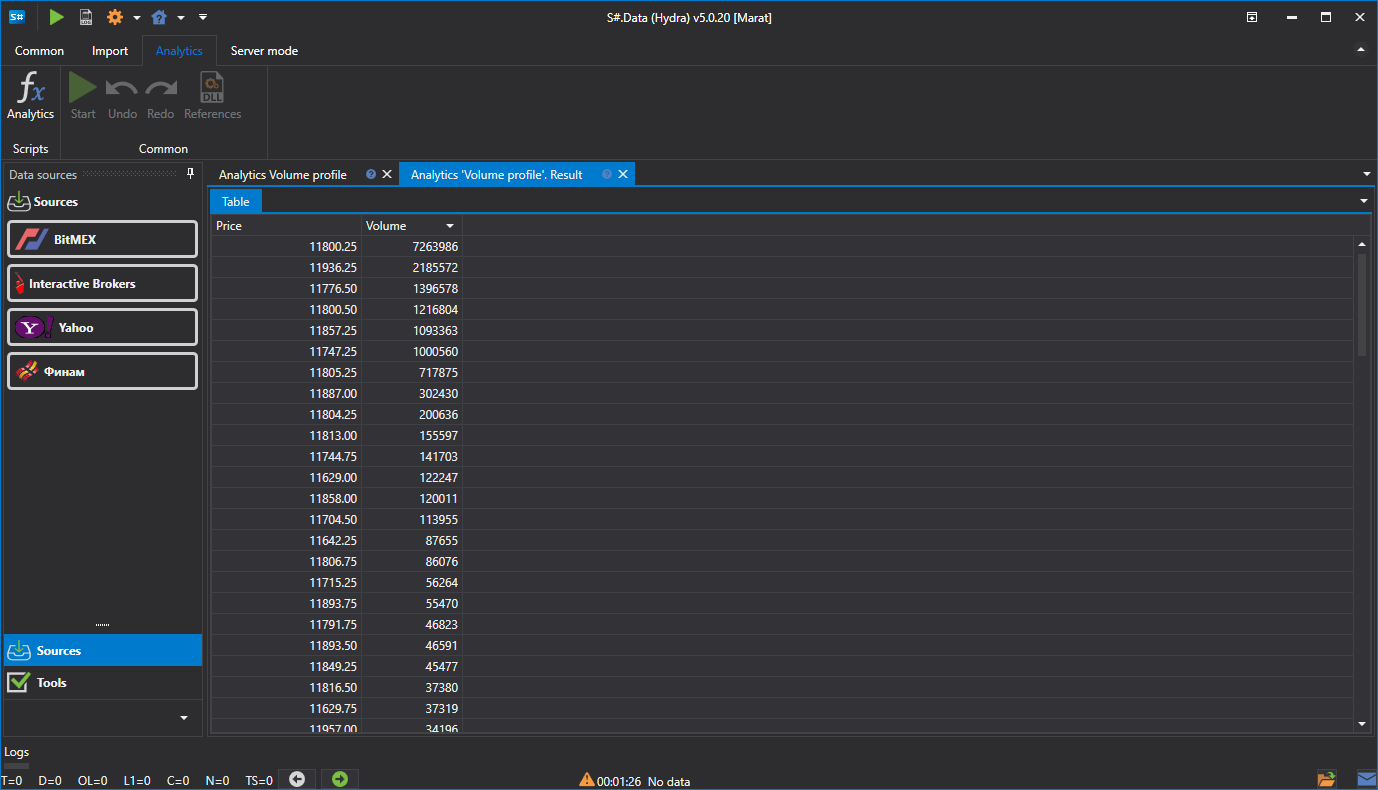 S#
LOG
S#.Data (Hydra) v5.0.20 [Marat]
Common Import Analytics Server mode
fx
DLL
Analytics Start Undo Redo References
Scripts Common
Data sources
Analytics Volume profile ? Analytics 'Volume profile'. Result ?
Sources
Table
BitMEX
Interactive Brokers
Y! Yahoo
Финам
Price Volume
11800.25 7263986
11936.25 2185572
11776.50 1396578
11800.50 1216804
11857.25 1093363
11747.25 1000560
11805.25 717875
11887.00 302430
11804.25 200636
11813.00 155597
11744.75 141703
11629.00 122247
11858.00 120011
11704.50 113955
11642.25 87655
11806.75 86076
11715.25 56264
11893.75 55470
11791.75 46823
11893.50 46591
11849.25 45477
11816.50 37380
11629.75 37319
11957.00 34196
Sources
Tools
Logs
T=0 D=0 OL=0 L1=0 C=0 N=0 TS=0
00:01:26 No data